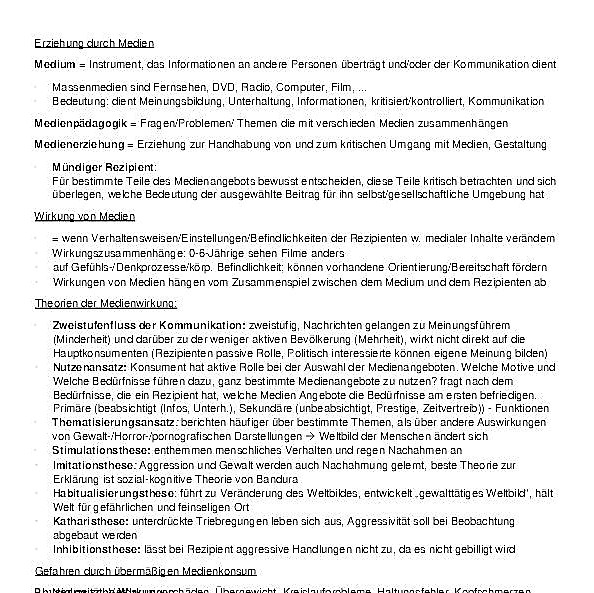 Erziehung durch Medien
Medium = Instrument, das Informationen an andere Personen überträgt und/oder der Kommunikation dient
Massenmedien sind Fernsehen, DVD, Radio, Computer, Film, ...
Bedeutung: dient Meinungsbildung, Unterhaltung, Informationen, kritisiert/kontrolliert, Kommunikation
Medienpädagogik = Fragen/Problemen/ Themen die mit verschieden Medien zusammenhängen
Medienerziehung = Erziehung zur Handhabung von und zum kritischen Umgang mit Medien, Gestaltung
Mündiger Rezipient:
Für bestimmte Teile des Medienangebots bewusst entscheiden, diese Teile kritisch betrachten und sich
überlegen, welche Bedeutung der ausgewählte Beitrag für ihn selbst/gesellschaftliche Umgebung hat
Wirkung von Medien
= wenn Verhaltensweisen/Einstellungen/Befindlichkeiten der Rezipienten w. medialer Inhalte verändern
Wirkungszusammenhänge: 0-6-Jährige sehen Filme anders
auf Gefühls-/Denkprozesse/körp. Befindlichkeit; können vorhandene Orientierung/Bereitschaft fördern
Wirkungen von Medien hängen vom Zusammenspiel zwischen dem Medium und dem Rezipienten ab
Theorien der Medienwirkung:
Zweistufenfluss der Kommunikation: zweistufig, Nachrichten gelangen zu Meinungsführern
(Minderheit) und darüber zu der weniger aktiven Bevölkerung (Mehrheit), wirkt nicht direkt auf die
Hauptkonsumenten (Rezipienten passive Rolle, Politisch interessierte können eigene Meinung bilden)
Nutzenansatz: Konsument hat aktive Rolle bei der Auswahl der Medienangeboten. Welche Motive und
Welche Bedürfnisse führen dazu, ganz bestimmte Medienangebote zu nutzen? fragt nach dem
Bedürfnisse, die ein Rezipient hat, welche Medien Angebote die Bedürfnisse am ersten befriedigen.
Primäre (beabsichtigt (Infos, Unterh.), Sekundäre (unbeabsichtigt, Prestige, Zeitvertreib)) - Funktionen
Thematisierungsansatz: berichten häufiger über bestimmte Themen, als über andere Auswirkungen
von Gewalt-/Horror-/pornografischen Darstellungen → Weltbild der Menschen ändert sich
Stimulationsthese: enthemmen menschliches Verhalten und regen Nachahmen an
Imitationsthese: Aggression und Gewalt werden auch Nachahmung gelernt, beste Theorie zur
Erklärung ist sozial-kognitive Theorie von Bandura
Habitualisierungsthese: führt zu Veränderung des Weltbildes, entwickelt „gewalttätiges Weltbild", hält
Welt für gefährlichen und feinseligen Ort
Katharisthese: unterdrückte Triebregungen leben sich aus, Aggressivität soll bei Beobachtung
abgebaut werden
Inhibitionsthese: lässt bei Rezipient aggressive Handlungen nicht zu, da es nicht gebilligt wird
Gefahren durch übermäßigen Medienkonsum
Übergewicht, Kreislaufprobleme, Haltungsfehler, Kopfschmerzen